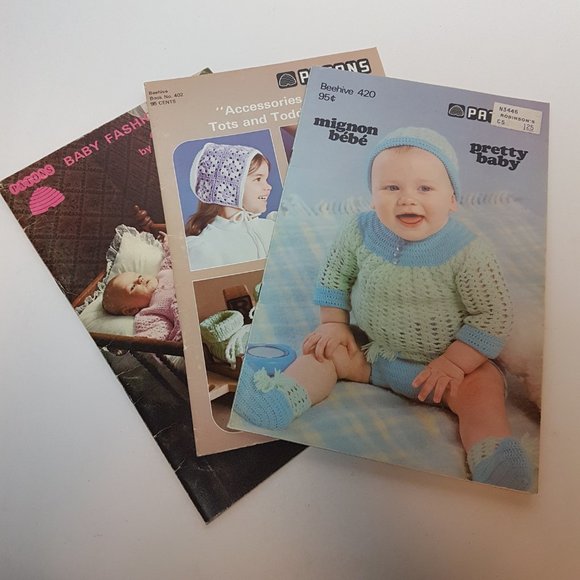 PATONS
BABY FASH
by
Beehive
Book No. 402
95 CENTS
"Accessories
Tots and Todd
Beehive 420
95¢
PAT
N3446
ROBINSON'S
CS 125
mignon
bébé
pretty
baby